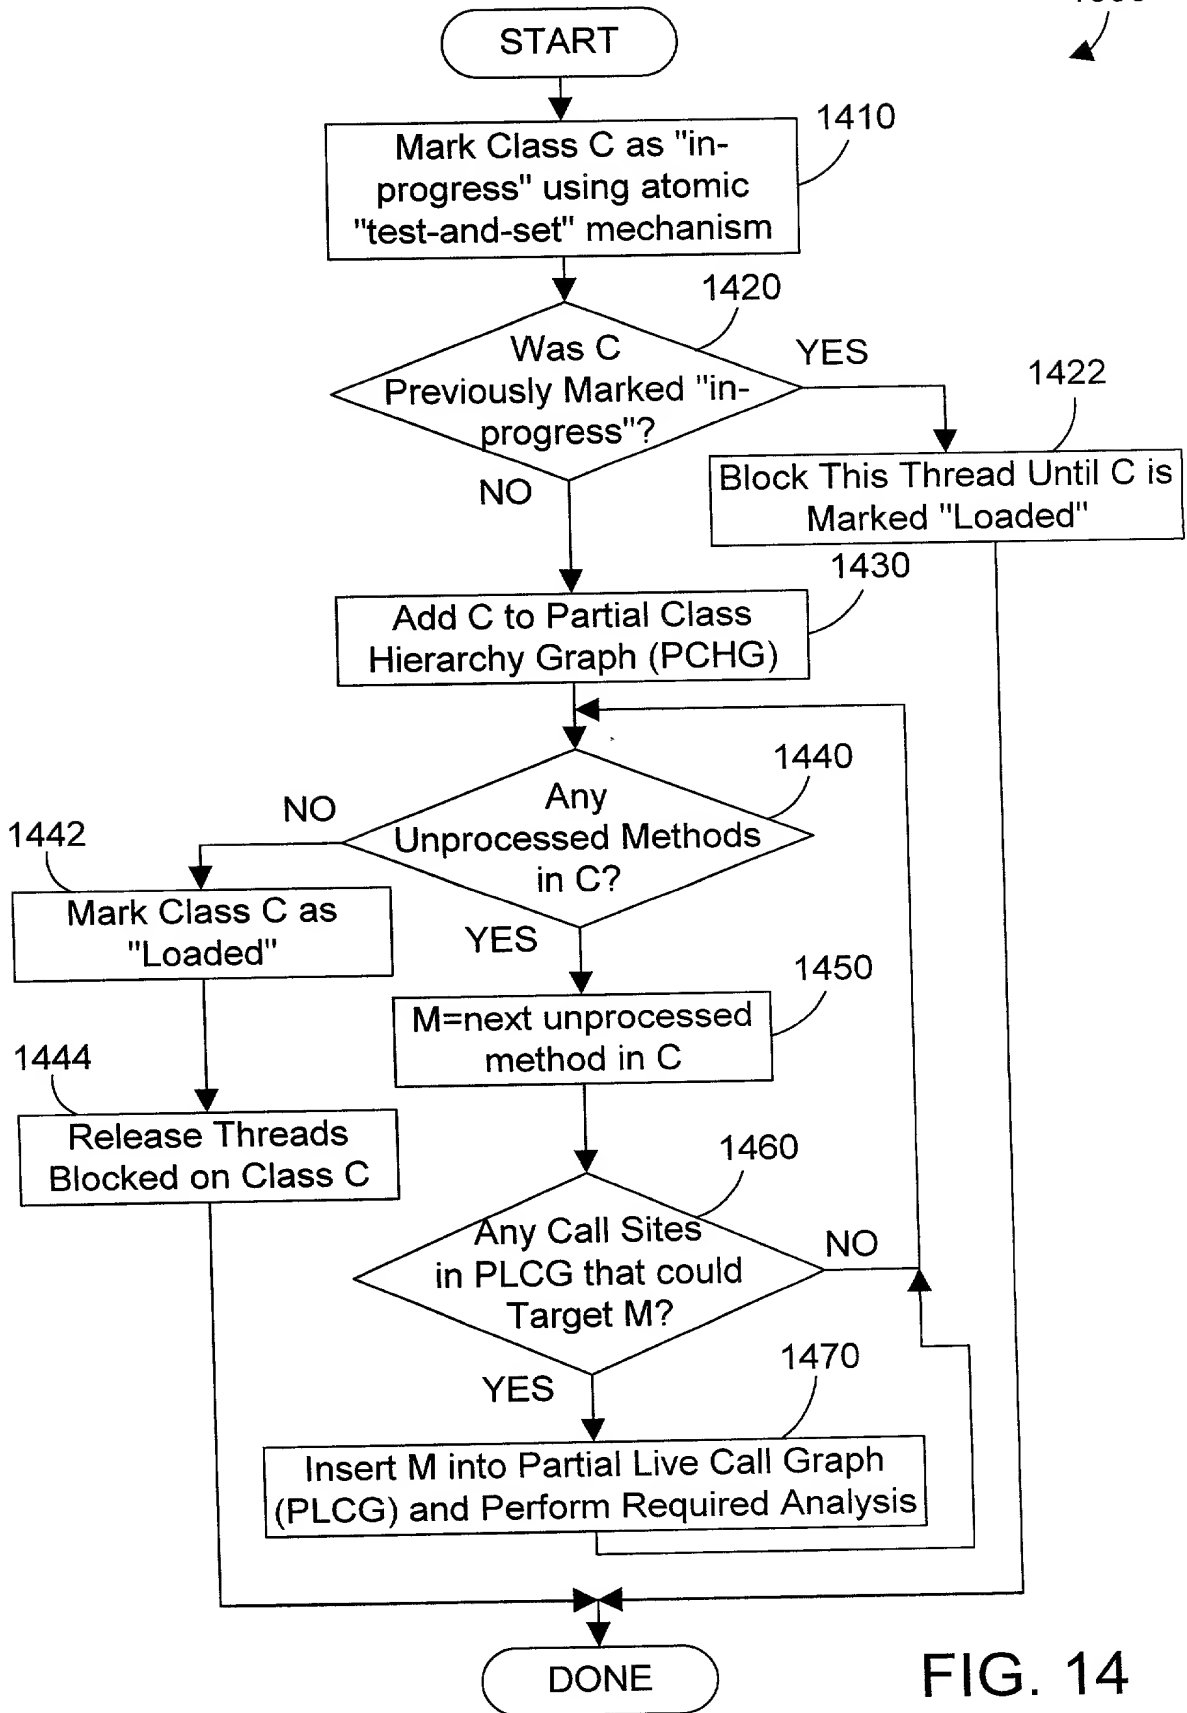 START
1410
Mark Class C as "in-
progress" using atomic
"test-and-set" mechanism
1420
Was C
Previously Marked "in-
progress"?
YES
1422
NO
Block This Thread Until C is
Marked "Loaded"
1430
Add C to Partial Class
Hierarchy Graph (PCHG)
1440
Any
Unprocessed Methods
in C?
NO
1442
Mark Class C as
"Loaded"
YES
1450
M=next unprocessed
method in C
1444
Release Threads
Blocked on Class C
1460
Any Call Sites
in PLCG that could
Target M?
NO
1470
YES
Insert M into Partial Live Call Graph
(PLCG) and Perform Required Analysis
DONE
FIG. 14